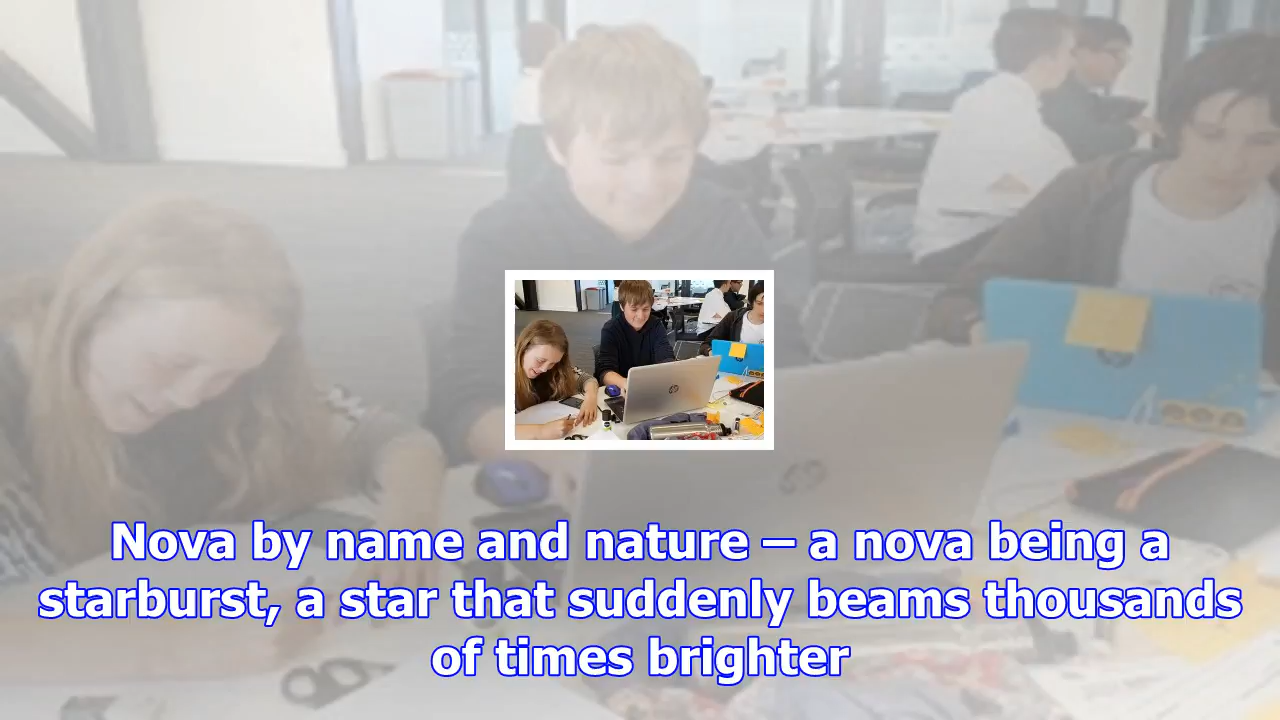 Nova by name and nature – a nova being a
starburst, a star that suddenly beams thousands
of times brighter